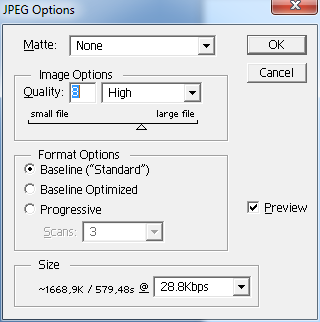 JPEG Options
Matte: None
OK
Cancel
Image Options
Quality: 8 High
small file large file
Format Options
Baseline ("Standard")
Baseline Optimized
Progressive
Scans: 3
Preview
Size
~1668,9K / 579,48s @ 28.8Kbps